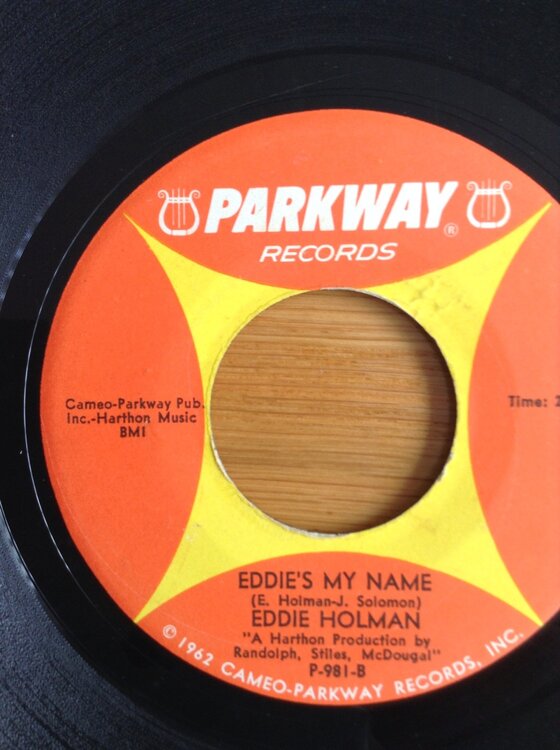 PARKWAY ®
RECORDS
Cameo-Parkway Pub.
Inc.-Harthon Music
BMI
Time: 2
EDDIE'S MY NAME
(E. Holman-J. Solomon)
EDDIE HOLMAN
"A Harthon Production by
Randolph, Stiles, McDougal"
P-981-B
© 1962 CAMEO-PARKWAY RECORDS, INC.